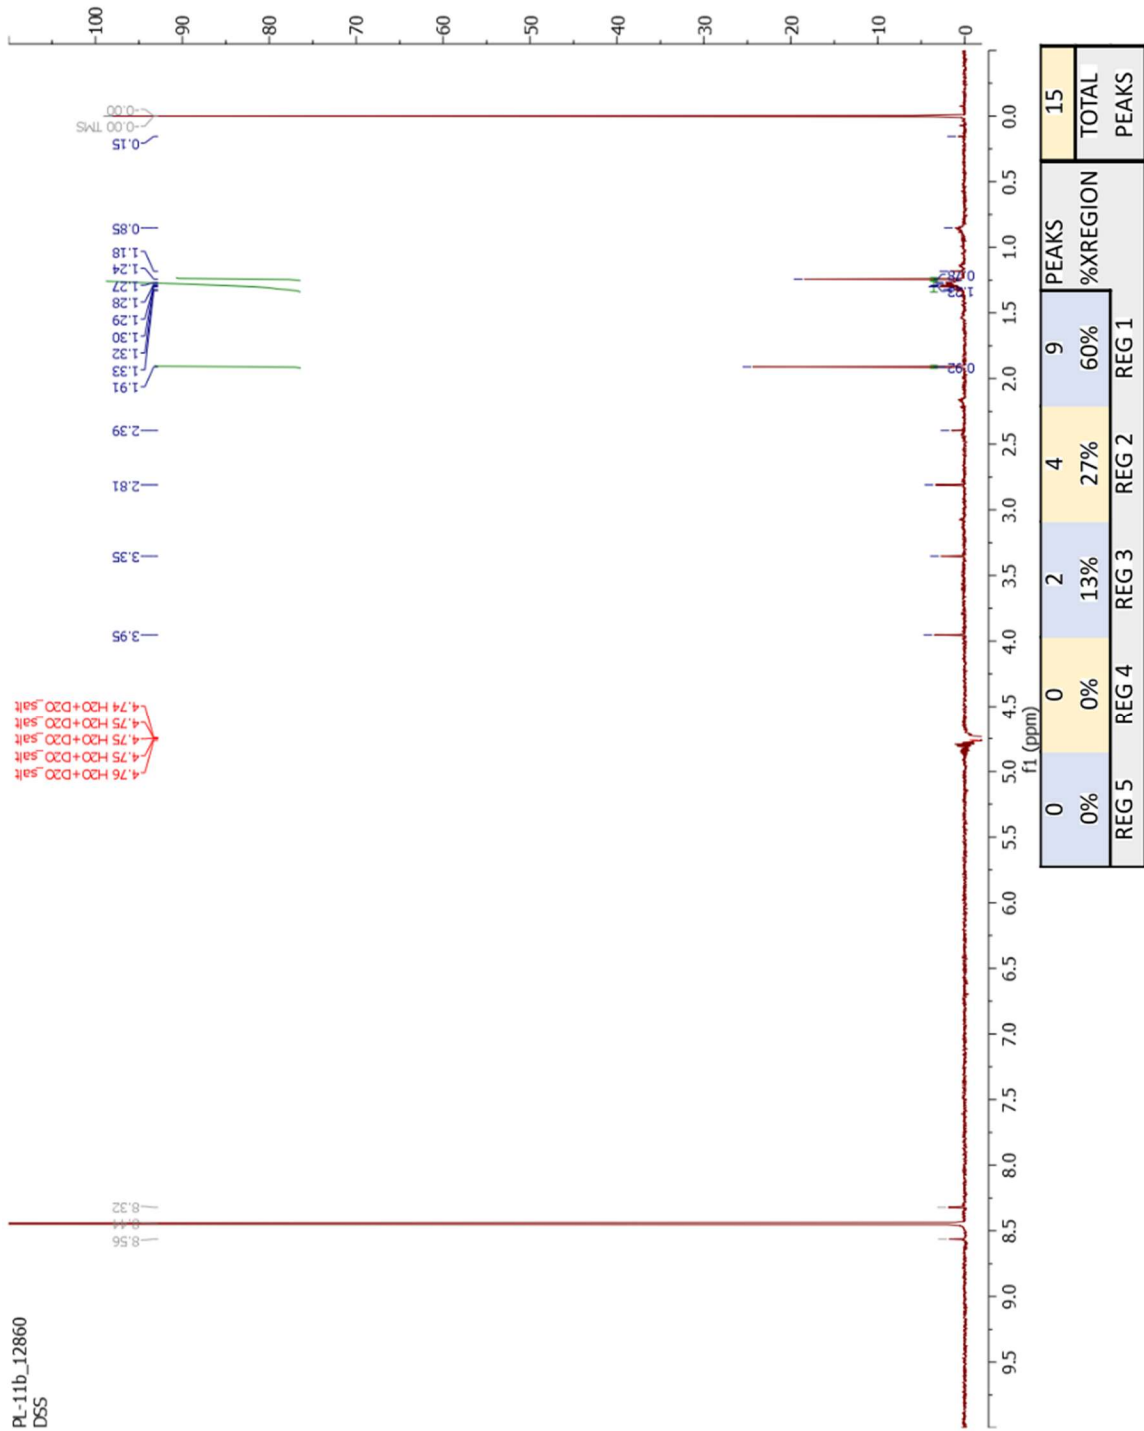 PL-11b_12860
DSS
8.56
8.32
4.76 H2O+D2O_salt
4.75 H2O+D2O_salt
4.75 H2O+D2O_salt
4.75 H2O+D2O_salt
4.74 H2O+D2O_salt
3.95
3.35
2.81
2.39
1.91
1.33
1.32
1.30
1.29
1.28
1.27
1.24
1.18
0.85
0.15
-0.00 TMS
-0.00
100
90
80
70
60
50
40
30
20
10
0
0.92
0.78
9.5 9.0 8.5 8.0 7.5 7.0 6.5 6.0 5.5 5.0 4.5 4.0 3.5 3.0 2.5 2.0 1.5 1.0 0.5 0.0
f1 (ppm)
0 0 2 4 9 PEAKS 15
0% 0% 13% 27% 60% %XREGION TOTAL
REG 5 REG 4 REG 3 REG 2 REG 1 PEAKS